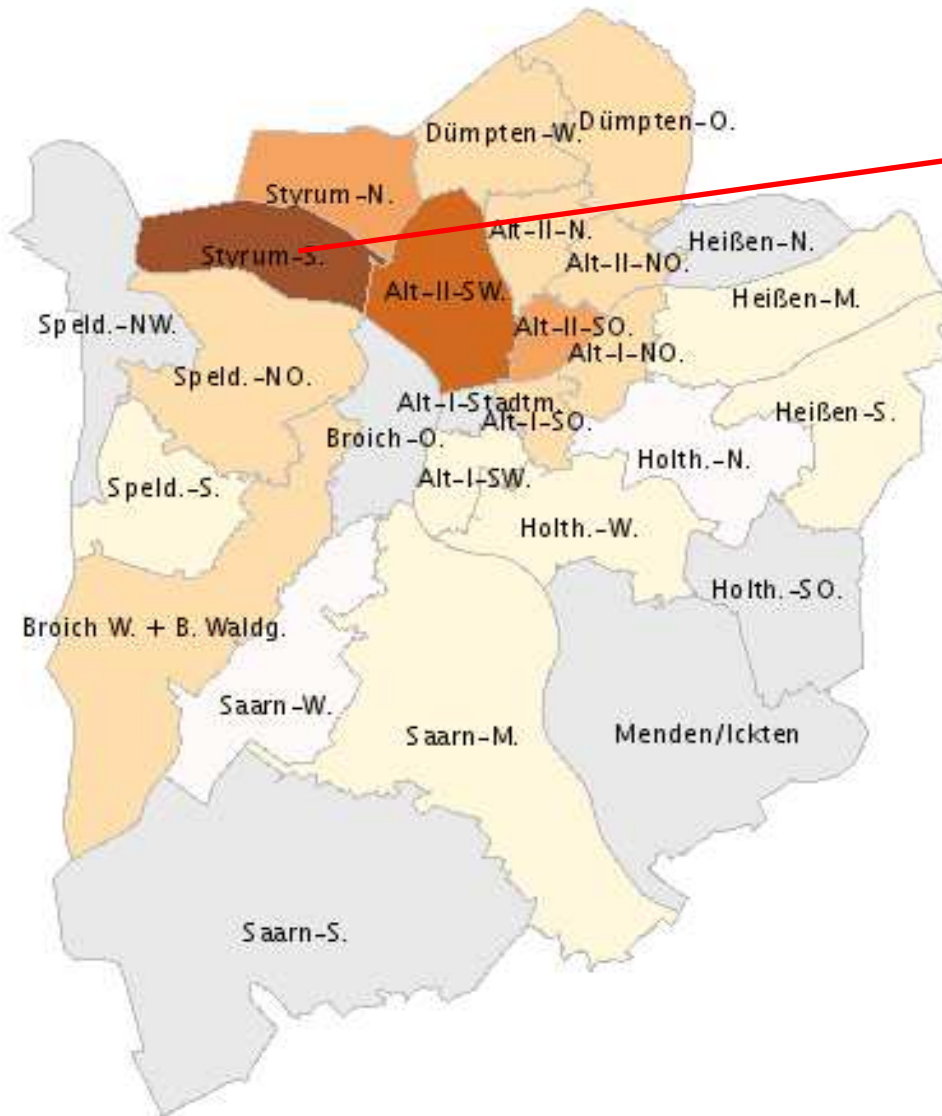 Dümpten-O.
Dümpten-W.
Styrum-N.
Alt-II-N.
Heißen-N.
Styrum-S.
Alt-II-NO.
Alt-II-SW.
Heißen-M.
Speld.-NW.
Alt-II-SO.
Alt-I-NO.
Speld.-NO.
Alt-I-Stadtm.
Heißen-S.
Alt-I-SO.
Broich-O.
Holth.-N.
Alt-I-SW.
Speld.-S.
Holth.-W.
Holth.-SO.
Broich W. + B. Waldg.
Saarn-W.
Saarn-M.
Menden/Ickten
Saarn-S.